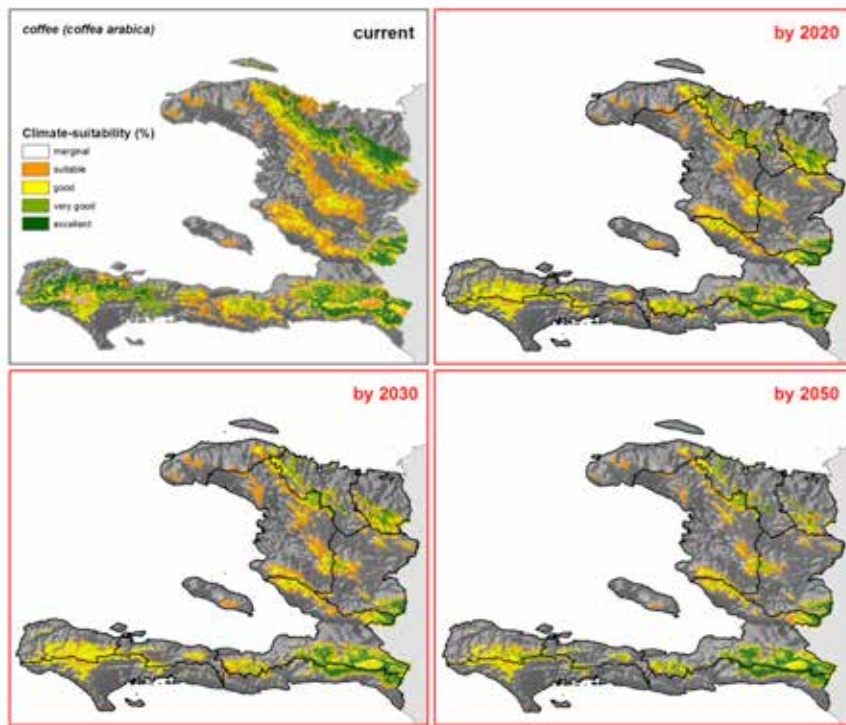 coffee (coffea arabica)
current
Climate-suitability (%)
marginal
suitable
good
very good
excellent
by 2020
by 2030
by 2050